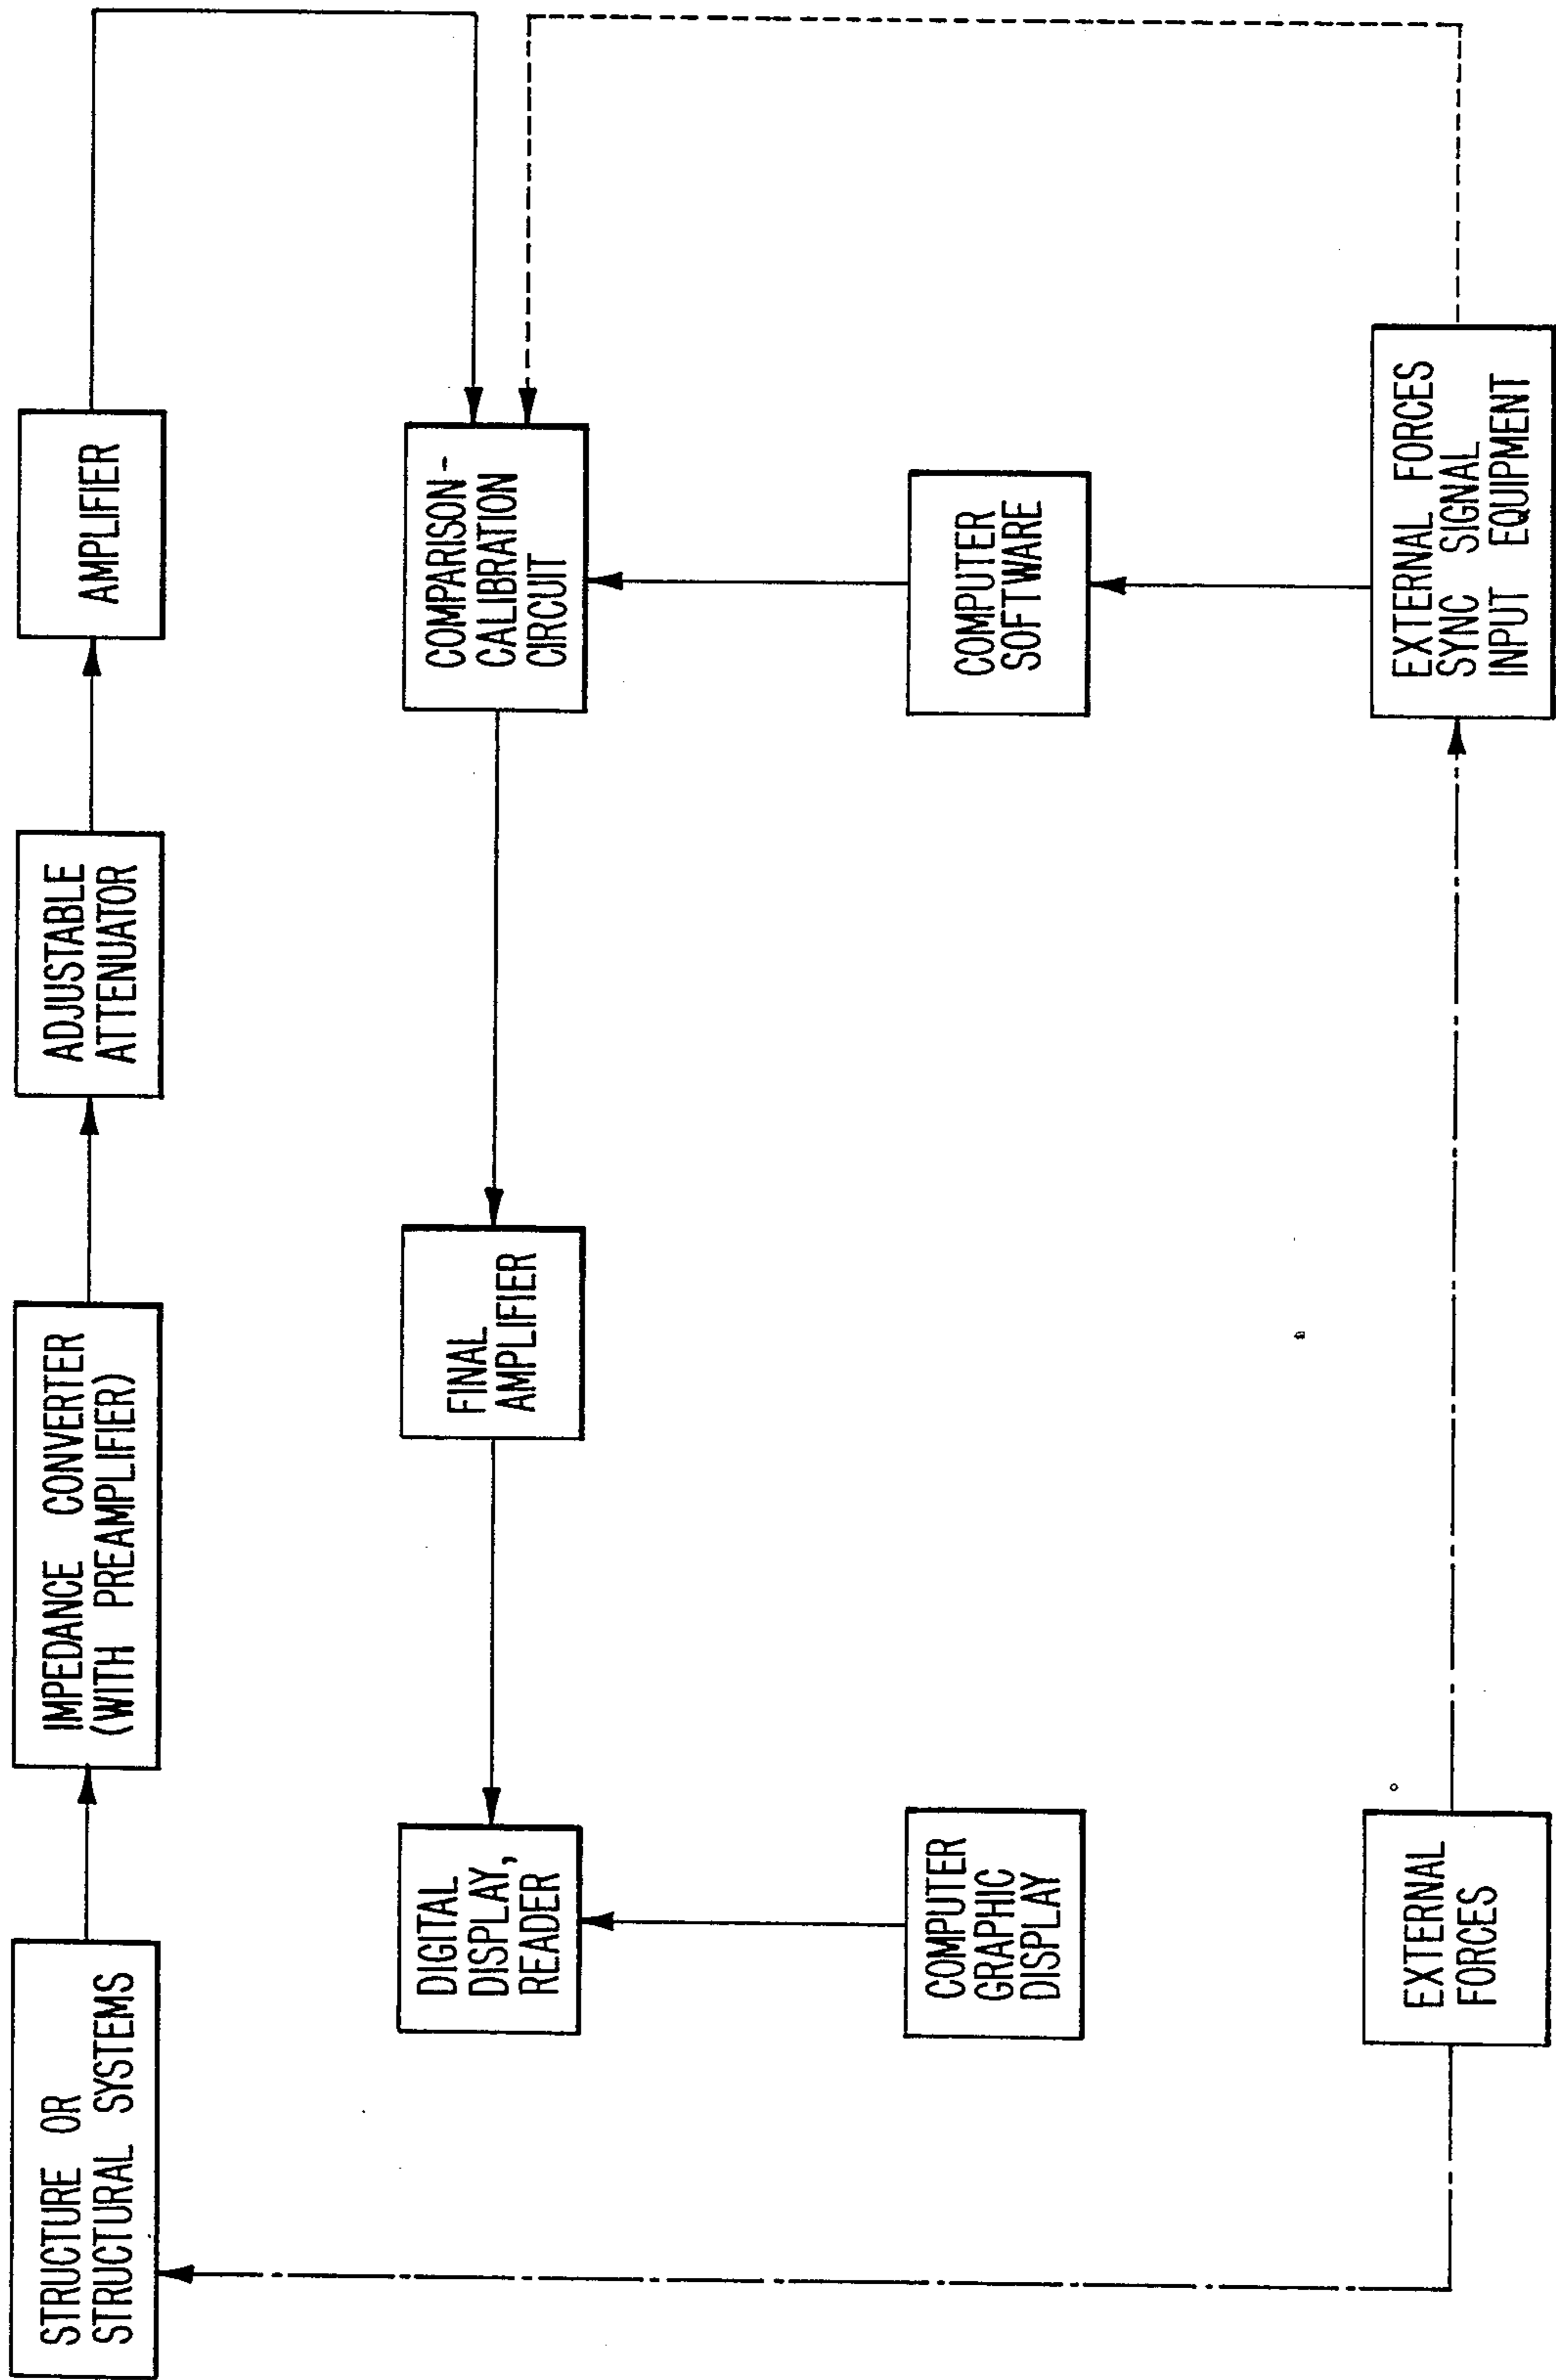 STRUCTURE OR
STRUCTURAL SYSTEMS
IMPEDANCE CONVERTER
(WITH PREAMPLIFIER)
ADJUSTABLE
ATTENUATOR
AMPLIFIER
DIGITAL
DISPLAY,
READER
FINAL
AMPLIFIER
COMPARISON-
CALIBRATION
CIRCUIT
COMPUTER
GRAPHIC
DISPLAY
COMPUTER
SOFTWARE
EXTERNAL
FORCES
EXTERNAL FORCES
SYNC SIGNAL
INPUT EQUIPMENT